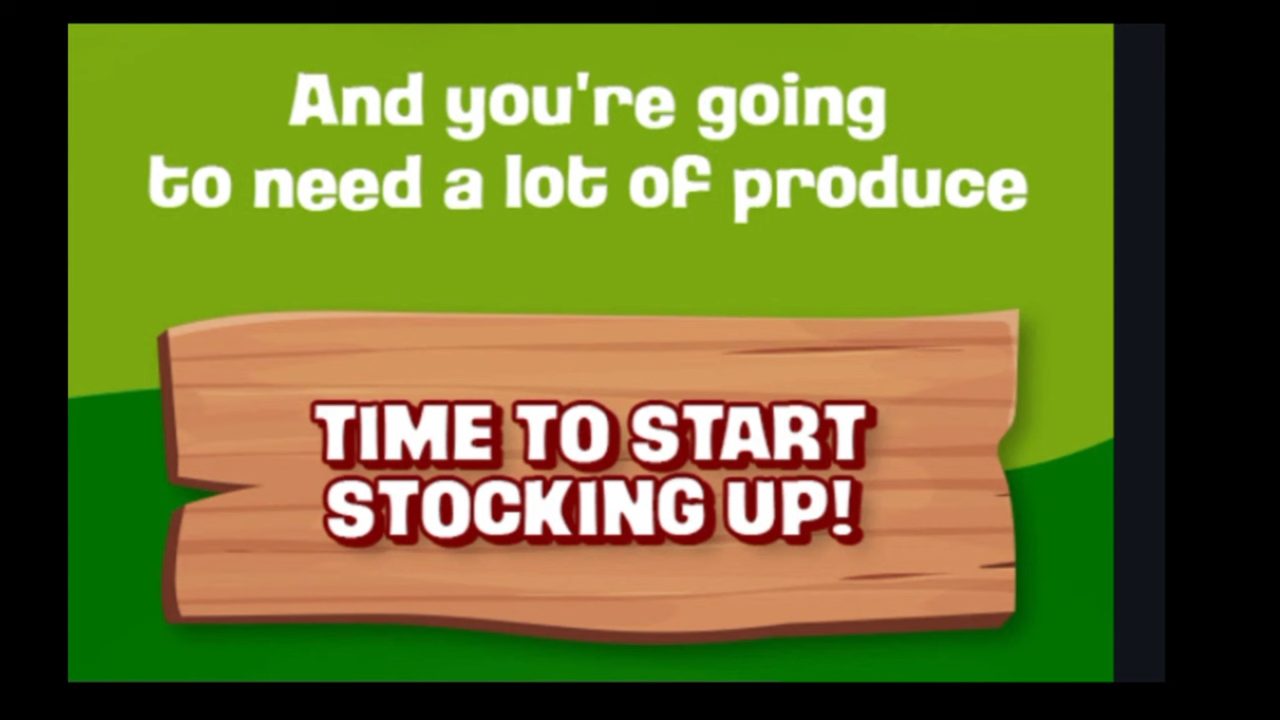 And you're going
to need a lot of produce
TIME TO START
STOCKING UP!